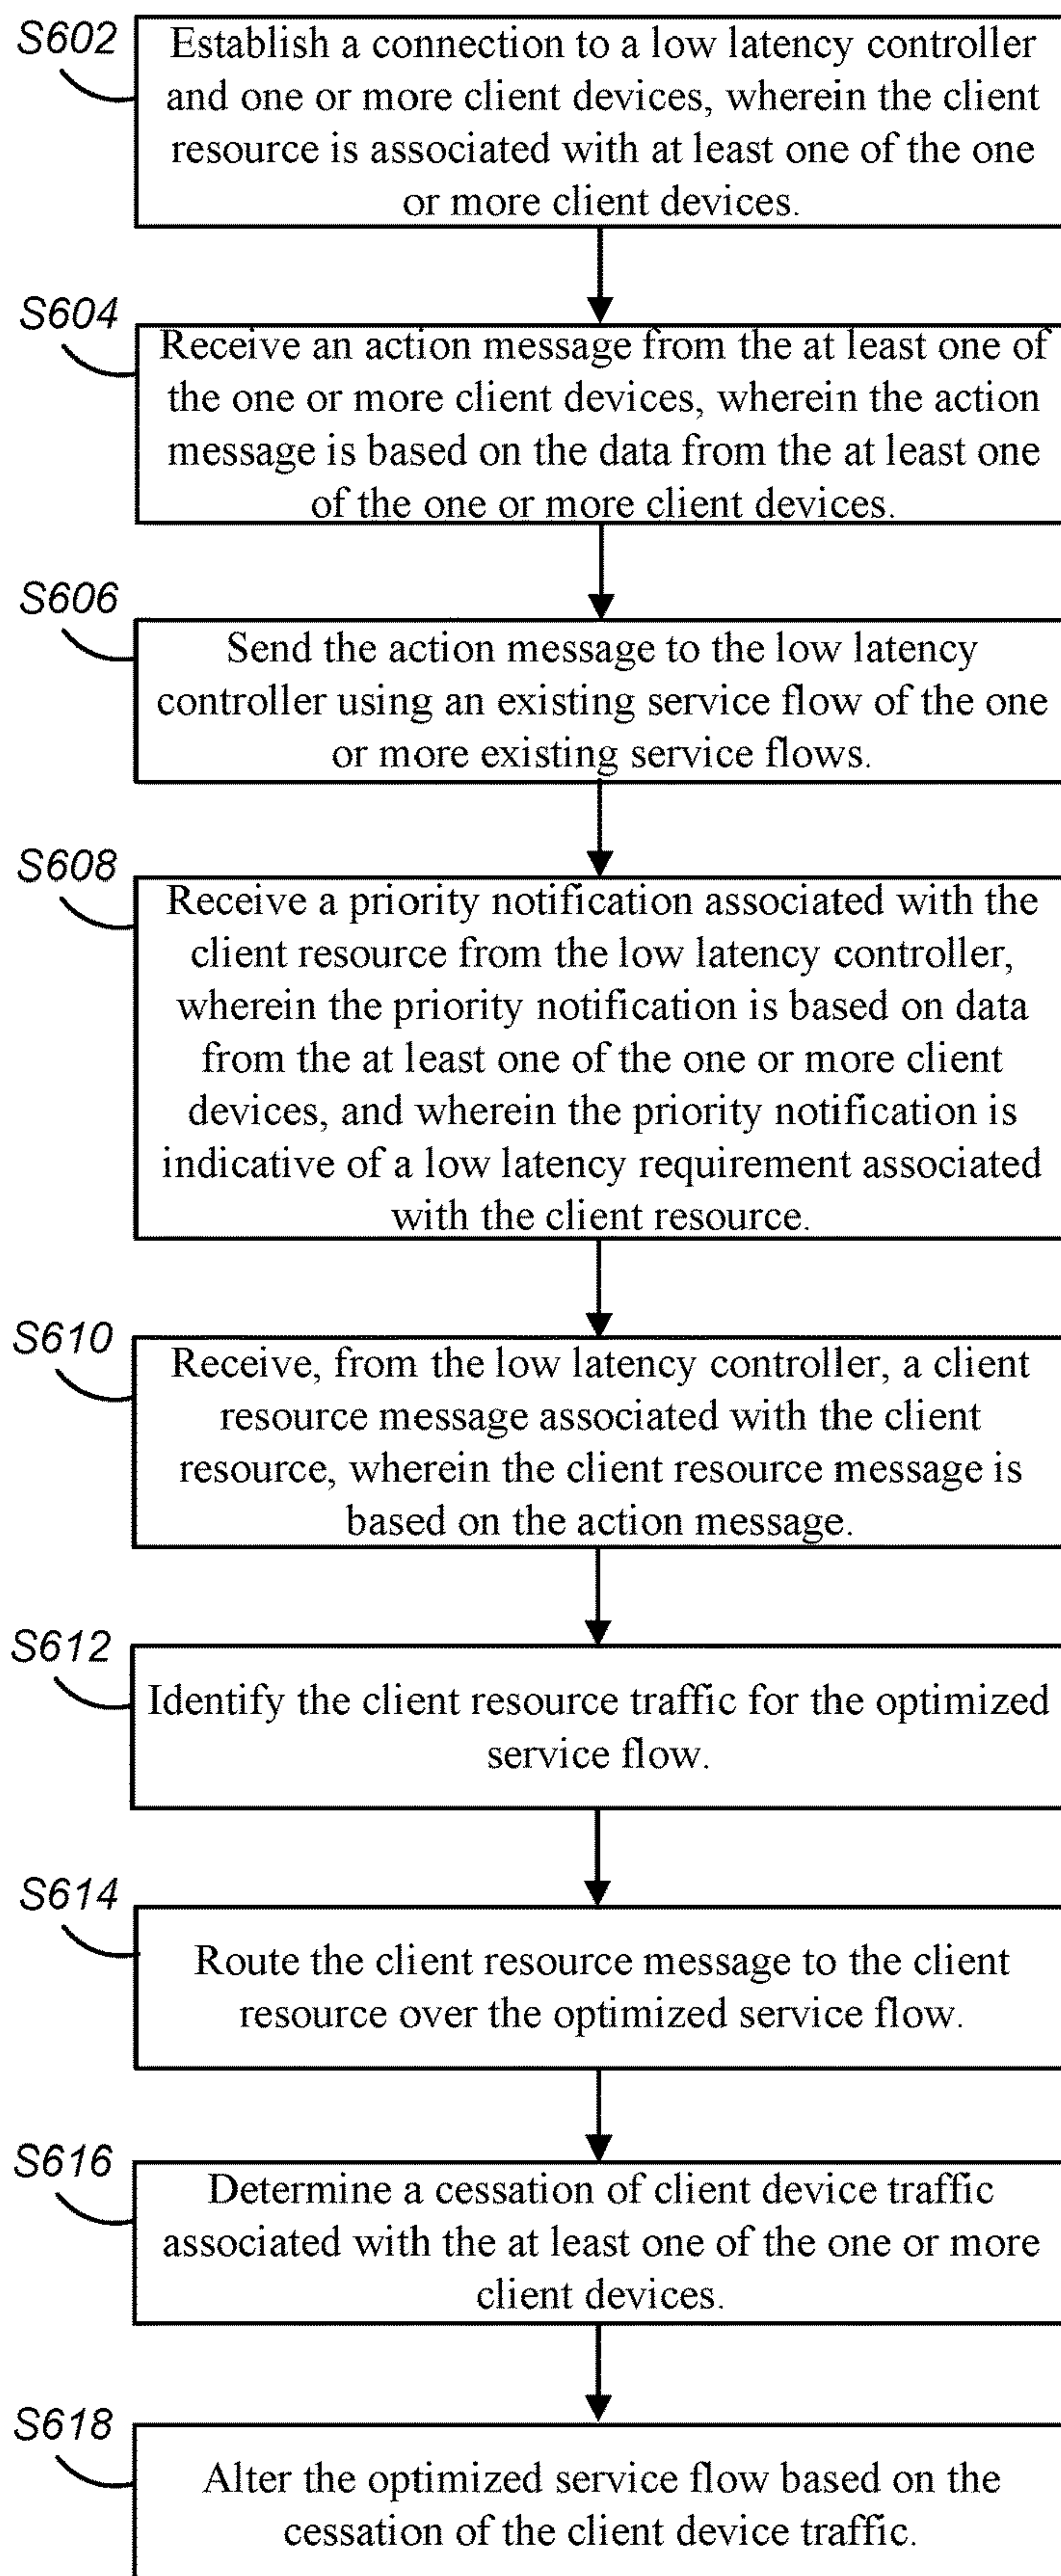 S602
Establish a connection to a low latency controller
and one or more client devices, wherein the client
resource is associated with at least one of the one
or more client devices.
S604
Receive an action message from the at least one of
the one or more client devices, wherein the action
message is based on the data from the at least one
of the one or more client devices.
S606
Send the action message to the low latency
controller using an existing service flow of the one
or more existing service flows.
S608
Receive a priority notification associated with the
client resource from the low latency controller,
wherein the priority notification is based on data
from the at least one of the one or more client
devices, and wherein the priority notification is
indicative of a low latency requirement associated
with the client resource.
S610
Receive, from the low latency controller, a client
resource message associated with the client
resource, wherein the client resource message is
based on the action message.
S612
Identify the client resource traffic for the optimized
service flow.
S614
Route the client resource message to the client
resource over the optimized service flow.
S616
Determine a cessation of client device traffic
associated with the at least one of the one or more
client devices.
S618
Alter the optimized service flow based on the
cessation of the client device traffic.